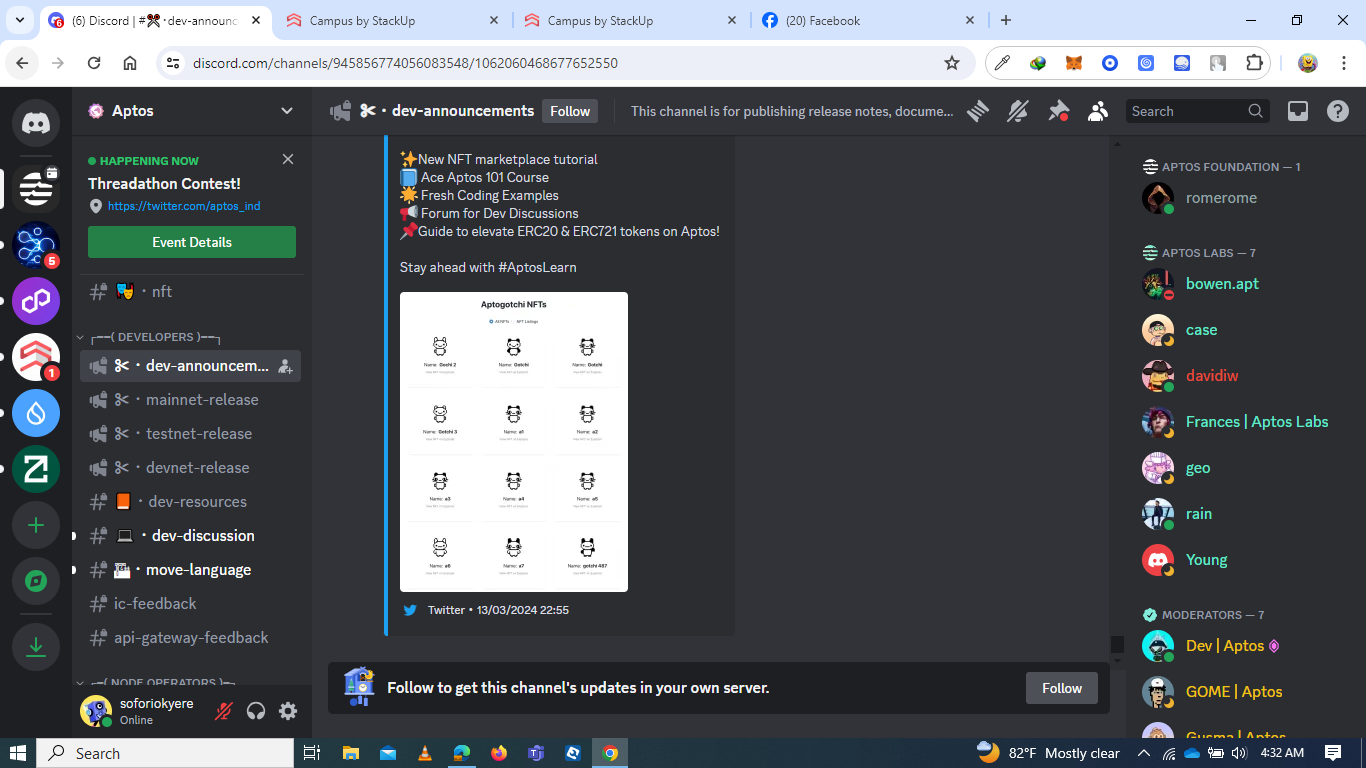 (6) Discord | # · dev-announc
Campus by StackUp
Campus by StackUp
(20) Facebook
discord.com/channels/945856774056083548/1062060468677652550
Aptos
dev-announcements
Follow
This channel is for publishing release notes, docume...
Search
HAPPENING NOW
Threadathon Contest!
https://twitter.com/aptos_ind
Event Details
nft
( DEVELOPERS )
dev-announcem...
mainnet-release
testnet-release
devnet-release
dev-resources
dev-discussion
move-language
ic-feedback
api-gateway-feedback
( NODE OPERATORS )
soforiokyere
Online
5
1
New NFT marketplace tutorial
Ace Aptos 101 Course
Fresh Coding Examples
Forum for Dev Discussions
Guide to elevate ERC20 & ERC721 tokens on Aptos!
Stay ahead with #AptosLearn
Aptogotchi NFTs
All NFTs NFT Listings
Name: Gochi 2
Name: Gotchi
Name: Gotchi
Name: Gotchi 3
Name: a1
Name: a2
Name: a3
Name: a4
Name: a5
Name: a6
Name: a7
Name: gotchi 487
Twitter • 13/03/2024 22:55
Follow to get this channel's updates in your own server.
Follow
APTOS FOUNDATION — 1
romerome
APTOS LABS — 7
bowen.apt
case
davidiw
Frances | Aptos Labs
geo
rain
Young
MODERATORS — 7
Dev | Aptos
GOME | Aptos
Gusma | Aptos
Search
82°F Mostly clear
4:32 AM